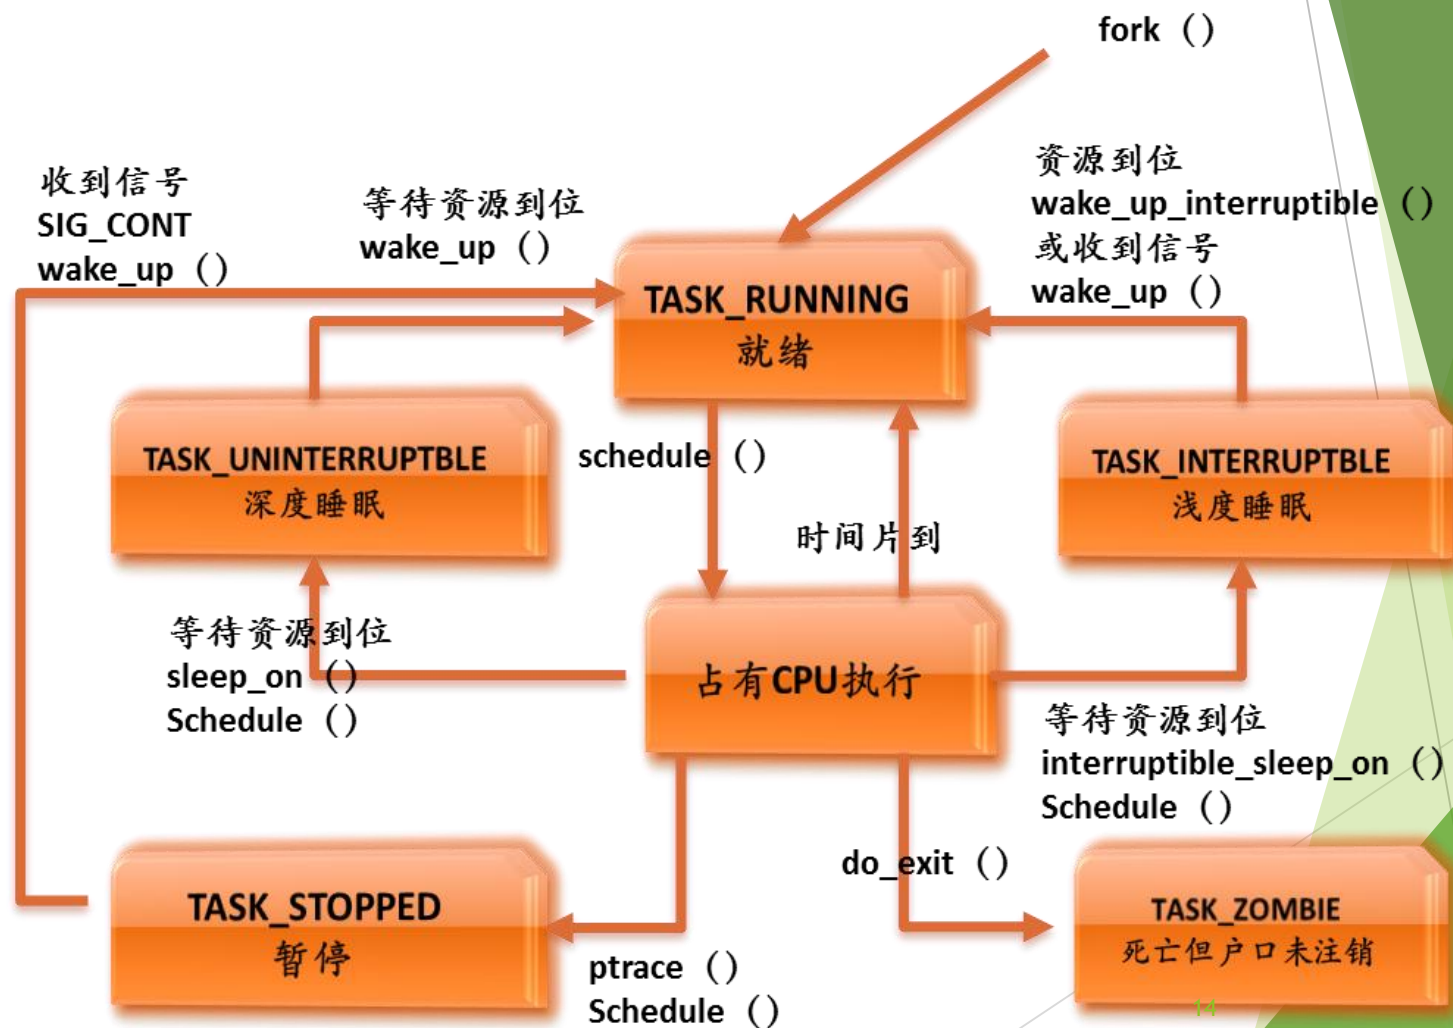 fork（）
收到信号
SIG_CONT
wake_up（）
等待资源到位
wake_up（）
资源到位
wake_up_interruptible（）
或收到信号
wake_up（）
TASK_RUNNING
就绪
TASK_UNINTERRUPTBLE
深度睡眠
schedule（）
时间片到
TASK_INTERRUPTBLE
浅度睡眠
等待资源到位
sleep_on（）
Schedule（）
占有CPU执行
等待资源到位
interruptible_sleep_on（）
Schedule（）
do_exit（）
TASK_STOPPED
暂停
ptrace（）
Schedule（）
TASK_ZOMBIE
死亡但户口未注销
14